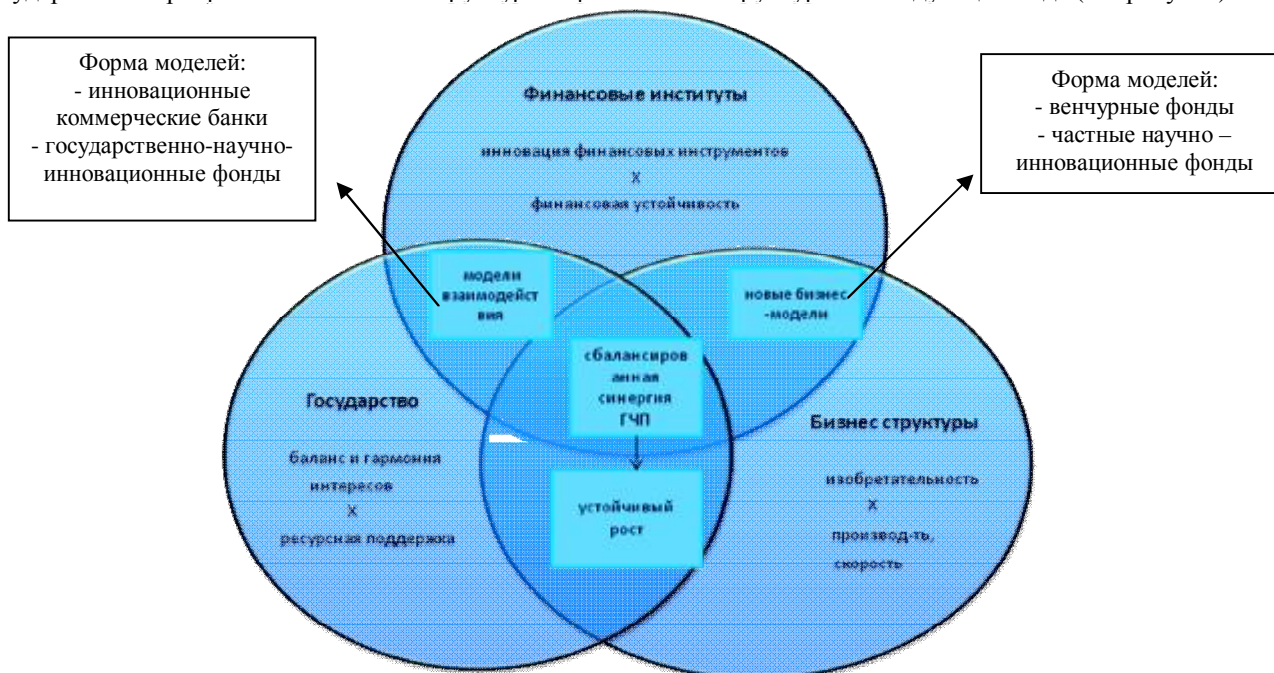 Форма моделей:
- инновационные
коммерческие банки
- государственно-научно-
инновационные фонды
Форма моделей:
- венчурные фонды
- частные научно –
инновационные фонды
Финансовые институты
инновация финансовых инструментов
X
финансовая устойчивость
модели
взаимодейст
вия
новые бизнес
-модели
сбалансиров
анная
синергия
ГЧП
устойчивый
рост
Государство
баланс и гармония
интересов
X
ресурсная поддержка
Бизнес структуры
изобретательность
X
производ-ть,
скорость